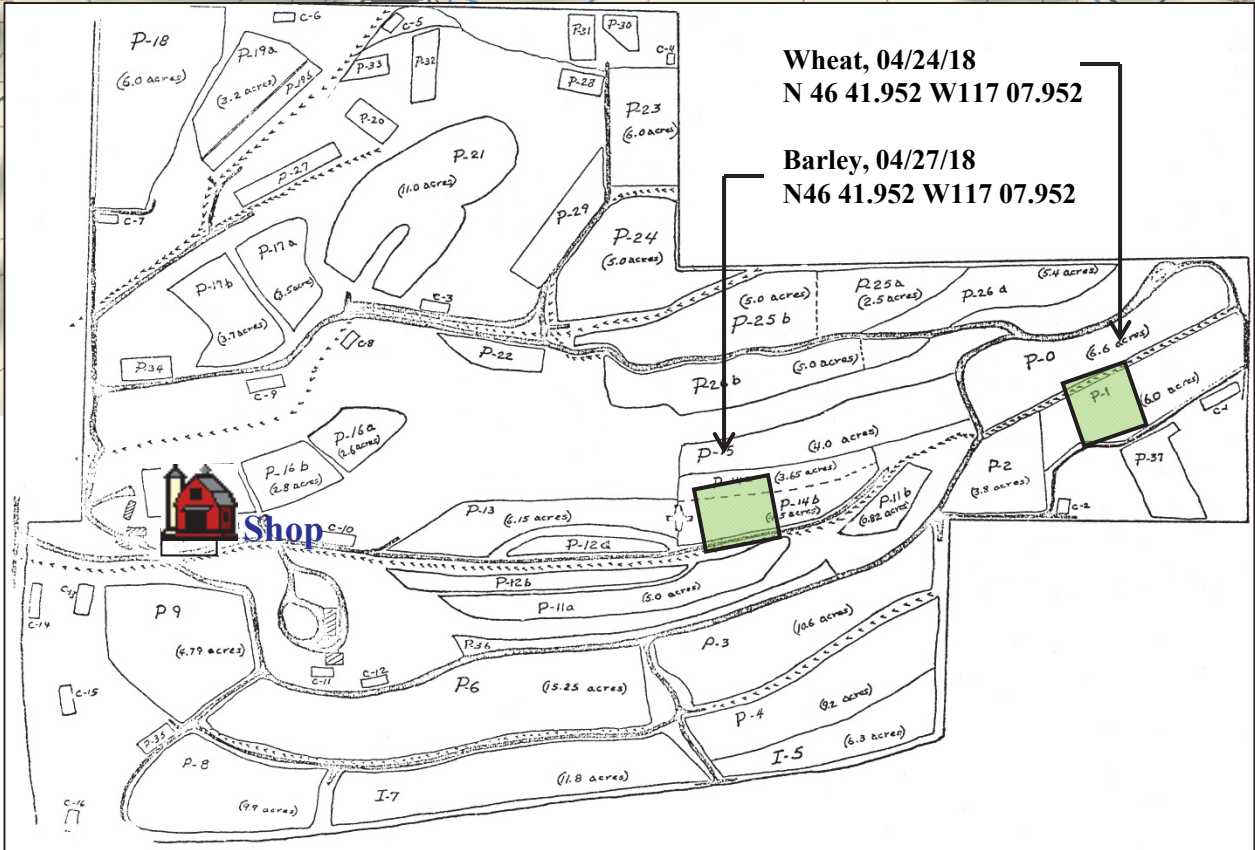 C-6
C-5
P-18
(6.0 acres)
P-19a
(3.2 acres)
P-19b
P-33
P-32
P-31
P-30
C-4
P-28
P-23
(6.0 acres)
Wheat, 04/24/18
N 46 41.952 W117 07.952
Barley, 04/27/18
N46 41.952 W117 07.952
P-20
P-21
(11.0 acres)
P-27
C-7
P-29
P-24
(5.0 acres)
P-17a
P-17b
(3.7 acres)
C-3
(5.0 acres)
P-25b
P-25a
(2.5 acres)
P-26a
(5.4 acres)
C-8
P-34
C-9
P-22
P-26b
(5.0 acres)
P-0
(6.6 acres)
P-1
(6.0 acres)
C-1
P-16a
(2.6 acres)
P-16b
(2.8 acres)
P-15
(4.0 acres)
(3.65 acres)
P-14b
P-11b
(0.82 acres)
P-2
(3.8 acres)
P-37
C-2
Shop
C-10
P-13
(6.15 acres)
P-12a
P-12b
P-11a
(5.0 acres)
C-14
C-13
P 9
(4.79 acres)
P-36
P-3
(10.6 acres)
C-11
C-12
C-15
P-6
(15.25 acres)
P-4
(9.2 acres)
I-5
(6.3 acres)
P-35
P-8
(9.9 acres)
I-7
(11.8 acres)
C-16